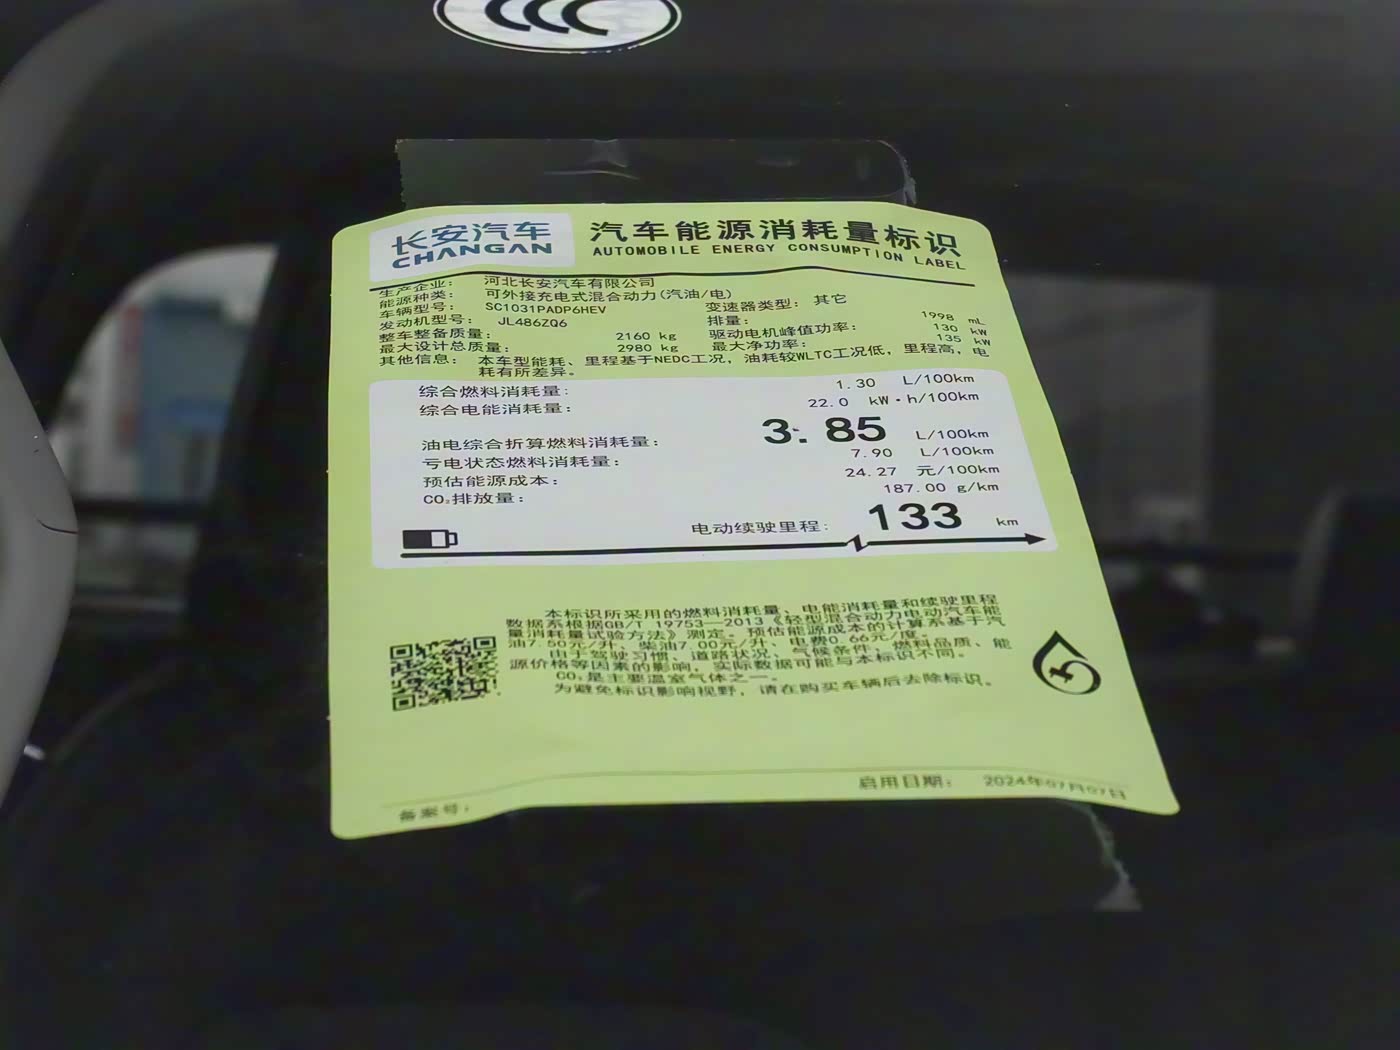 CCC
长安汽车
CHANGAN
汽车能源消耗量标识
AUTOMOBILE ENERGY CONSUMPTION LABEL
生产企业： 河北长安汽车有限公司
能源种类： 可外接充电式混合动力(汽油/电)
车辆型号： SC1031PADP6HEV 变速器类型： 其它
发动机型号： JL486ZQ6 排量： 1998 mL
整车整备质量： 2160 kg 驱动电机峰值功率： 130 kW
最大设计总质量： 2980 kg 最大净功率： 135 kW
其他信息： 本车型能耗、里程基于NEDC工况，油耗较WLTC工况低，里程高，电
耗有所差异。
综合燃料消耗量： 1.30 L/100km
综合电能消耗量： 22.0 kW·h/100km
油电综合折算燃料消耗量： 3.85 L/100km
亏电状态燃料消耗量： 7.90 L/100km
预估能源成本： 24.27 元/100km
CO₂排放量： 187.00 g/km
电动续驶里程： 133 km
本标识所采用的燃料消耗量、电能消耗量和续驶里程
数据系根据GB/T 19753—2013《轻型混合动力电动汽车能
量消耗量试验方法》测定。预估能源成本的计算系基于汽
油7.50元/升、柴油7.00元/升、电费0.66元/度。
由于驾驶习惯、道路状况、气候条件、燃料品质、能
源价格等因素的影响，实际数据可能与本标识不同。
CO₂是主要温室气体之一。
为避免标识影响视野，请在购买车辆后去除标识。
启用日期： 2024年07月07日
备案号：